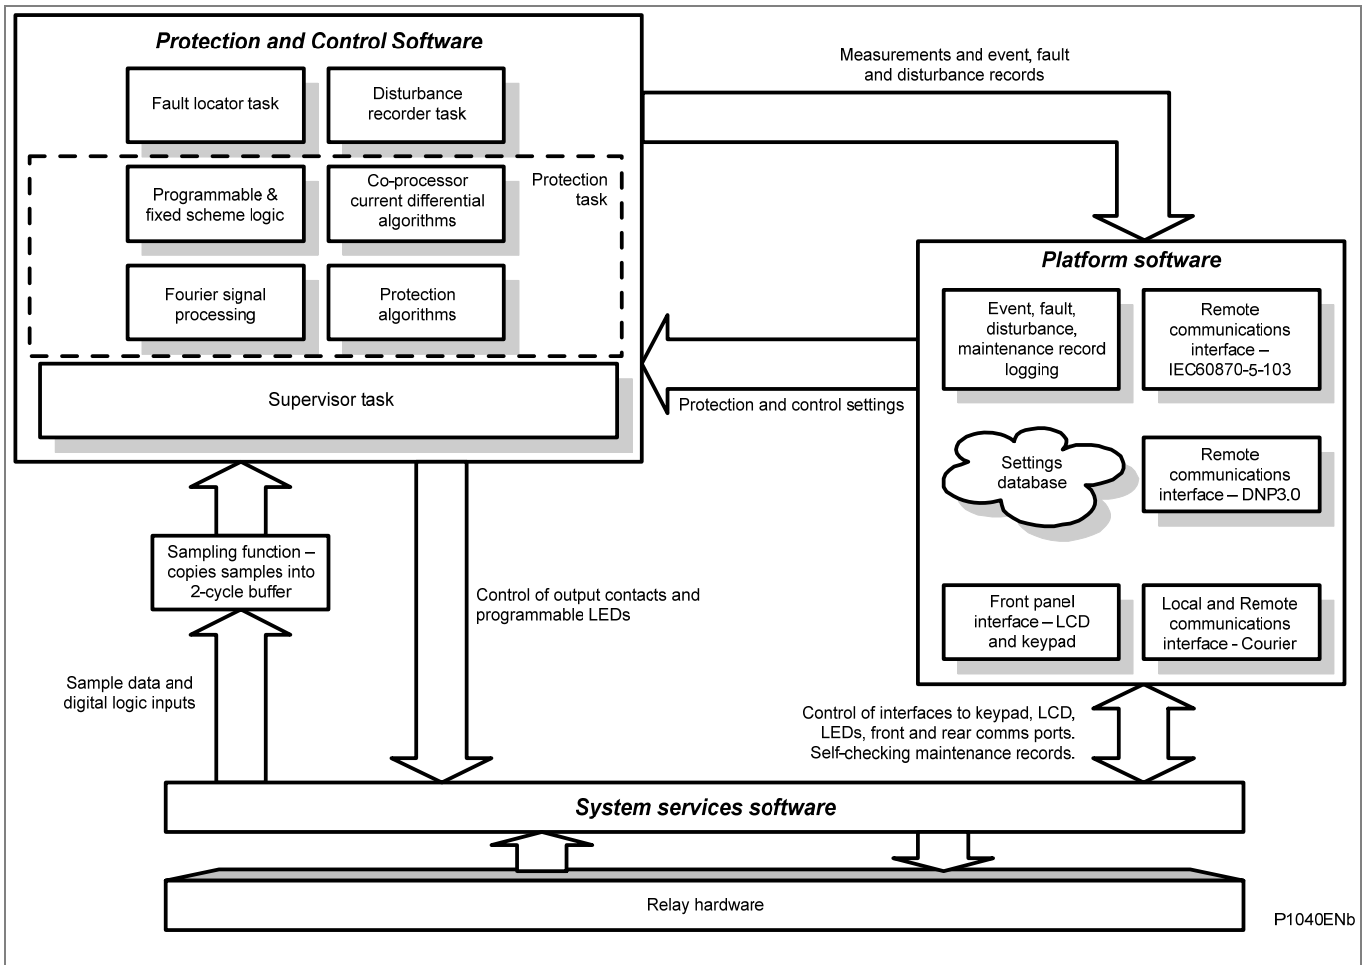 Protection and Control Software
Fault locator task
Disturbance
recorder task
Programmable &
fixed scheme logic
Co-processor
current differential
algorithms
Protection
task
Fourier signal
processing
Protection
algorithms
Supervisor task
Measurements and event, fault
and disturbance records
Protection and control settings
Platform software
Event, fault,
disturbance,
maintenance record
logging
Remote
communications
interface –
IEC60870-5-103
Settings
database
Remote
communications
interface – DNP3.0
Front panel
interface – LCD
and keypad
Local and Remote
communications
interface - Courier
Sampling function –
copies samples into
2-cycle buffer
Control of output contacts and
programmable LEDs
Sample data and
digital logic inputs
Control of interfaces to keypad, LCD,
LEDs, front and rear comms ports.
Self-checking maintenance records.
System services software
Relay hardware
P1040ENb